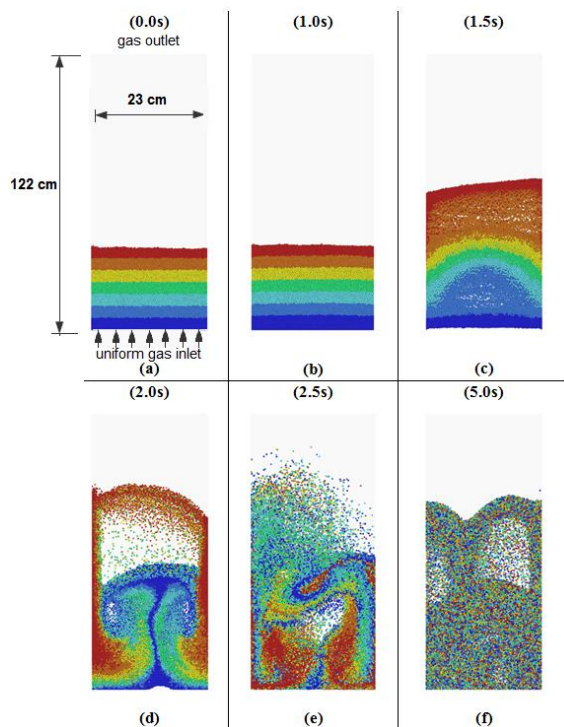 (0.0s)
gas outlet
23 cm
122 cm
uniform gas inlet
(a)
(1.0s)
(b)
(1.5s)
(c)
(2.0s)
(d)
(2.5s)
(e)
(5.0s)
(f)